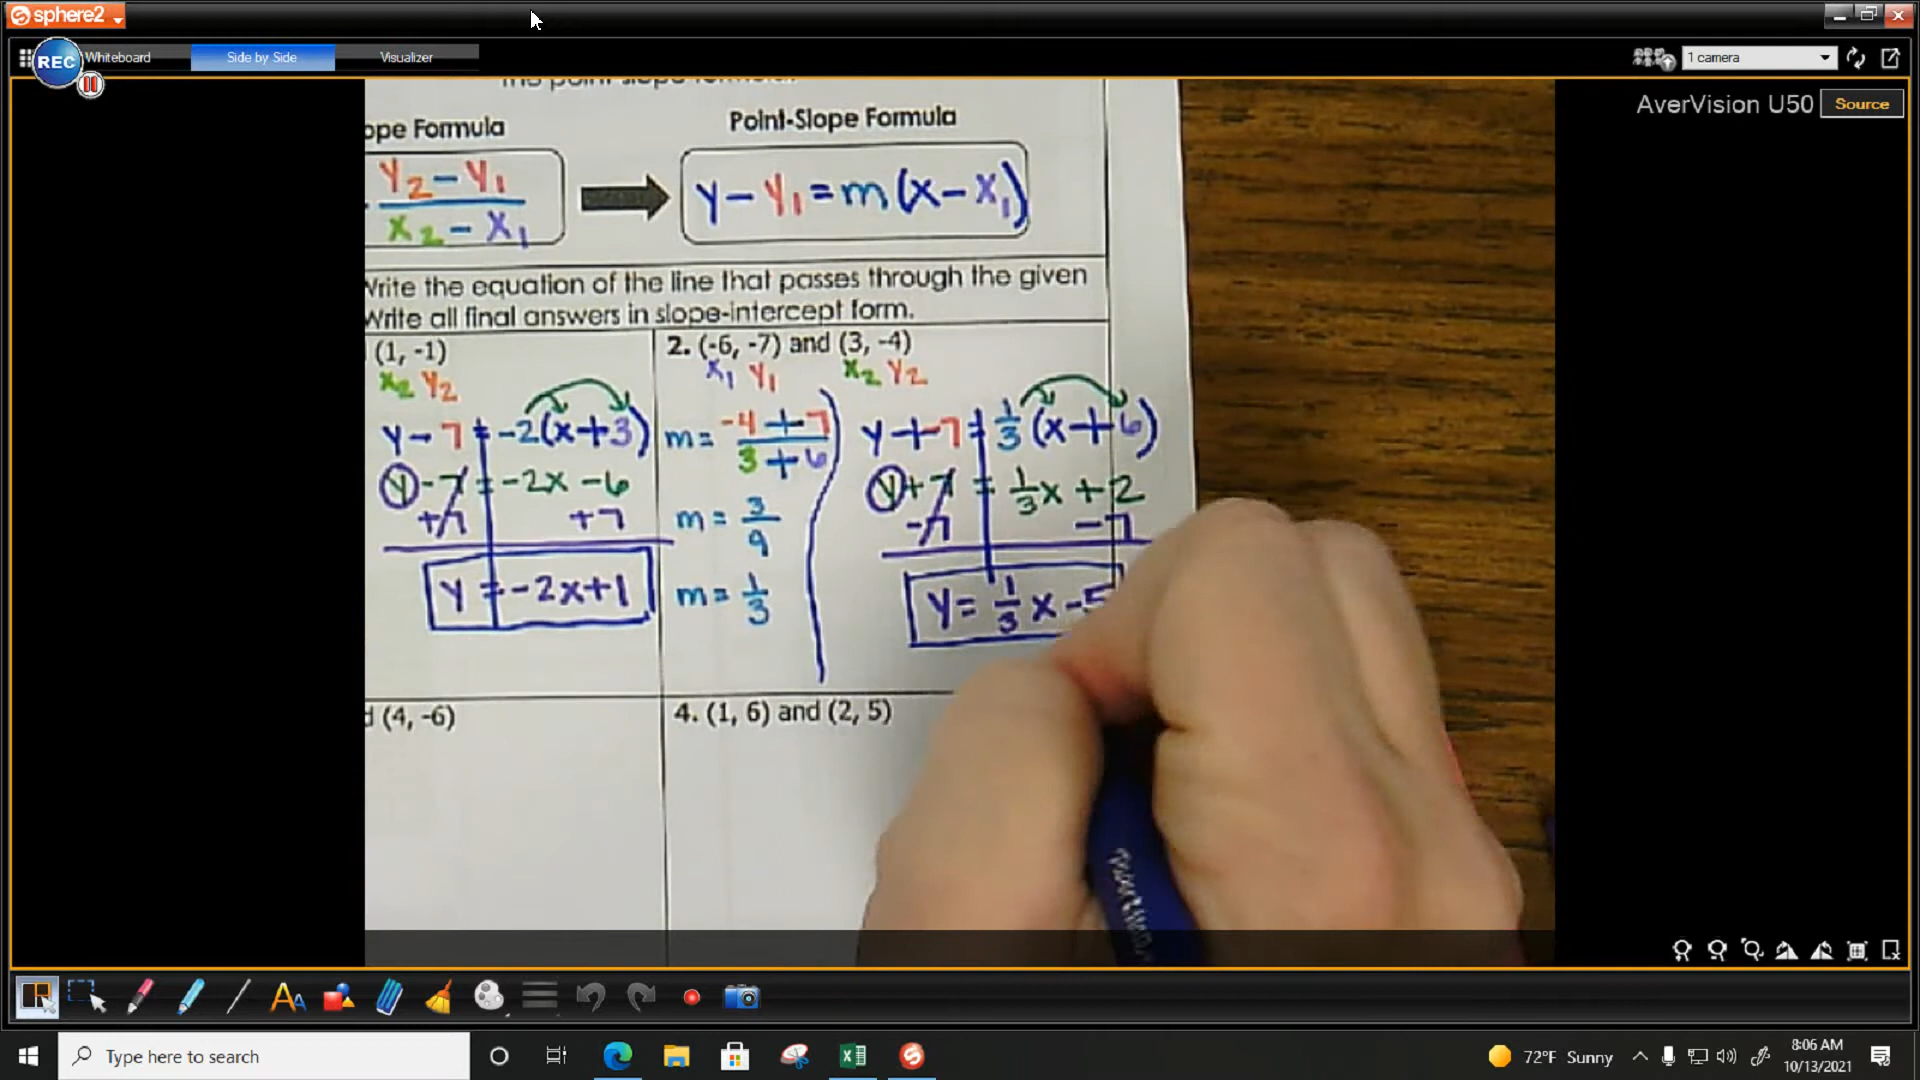 sphere2
REC
Whiteboard
Side by Side
Visualizer
1 camera
AverVision U50
Source
ope Formula
Point-Slope Formula
y₂ - y₁
x₂ - x₁
y - y₁ = m(x - x₁)
Write the equation of the line that passes through the given
Write all final answers in slope-intercept form.
(1, -1)
x₂ y₂
y - 7 = -2(x+3)
y - 7 = -2x - 6
+7 +7
y = -2x+1
2. (-6, -7) and (3, -4)
x₁ y₁ x₂ y₂
m = -4 + 7
3 + 6
m = 3/9
m = 1/3
y + 7 = 1/3 (x + 6)
y + 7 = 1/3x + 2
-7 -7
y = 1/3 x - 5
d (4, -6)
4. (1, 6) and (2, 5)
Type here to search
72°F Sunny
8:06 AM
10/13/2021